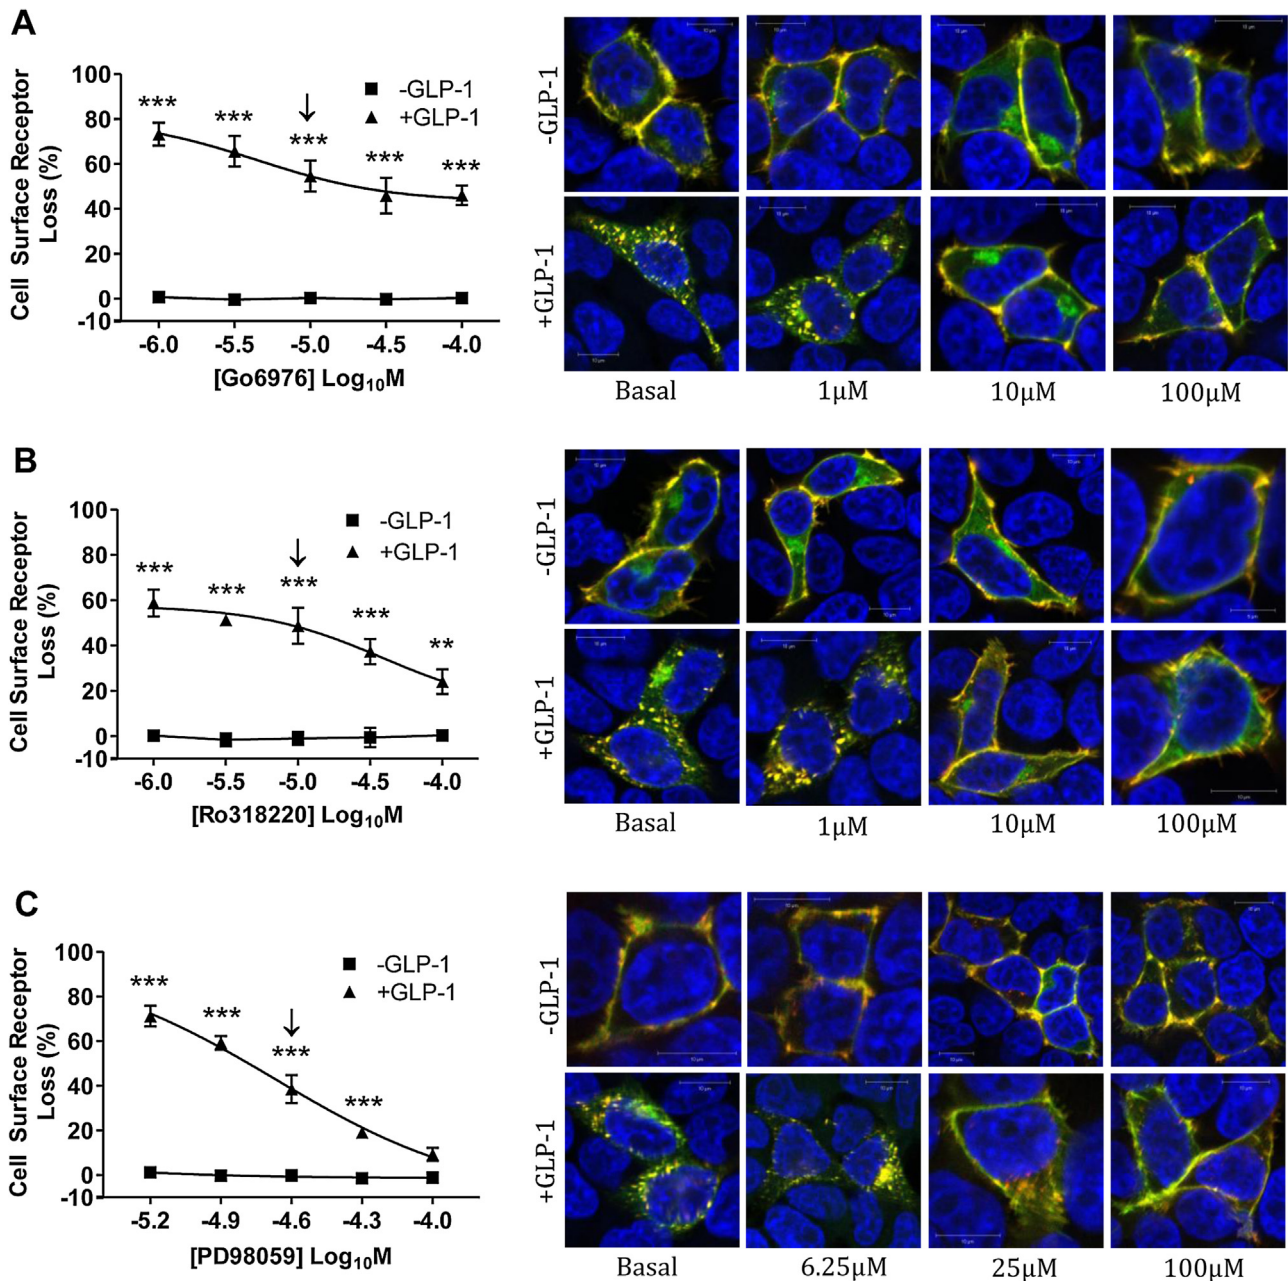 A
Cell Surface Receptor
Loss (%)
100
80
60
40
20
0
-10
-GLP-1
+GLP-1
***
***
↓
***
***
***
-6.0 -5.5 -5.0 -4.5 -4.0
[Go6976] Log₁₀M
-GLP-1
+GLP-1
Basal 1µM 10µM 100µM
B
Cell Surface Receptor
Loss (%)
100
80
60
40
20
0
-10
-GLP-1
+GLP-1
***
***
↓
***
***
**
-6.0 -5.5 -5.0 -4.5 -4.0
[Ro318220] Log₁₀M
-GLP-1
+GLP-1
Basal 1µM 10µM 100µM
C
Cell Surface Receptor
Loss (%)
100
80
60
40
20
0
-10
-GLP-1
+GLP-1
***
***
↓
***
***
-5.2 -4.9 -4.6 -4.3 -4.0
[PD98059] Log₁₀M
-GLP-1
+GLP-1
Basal 6.25µM 25µM 100µM